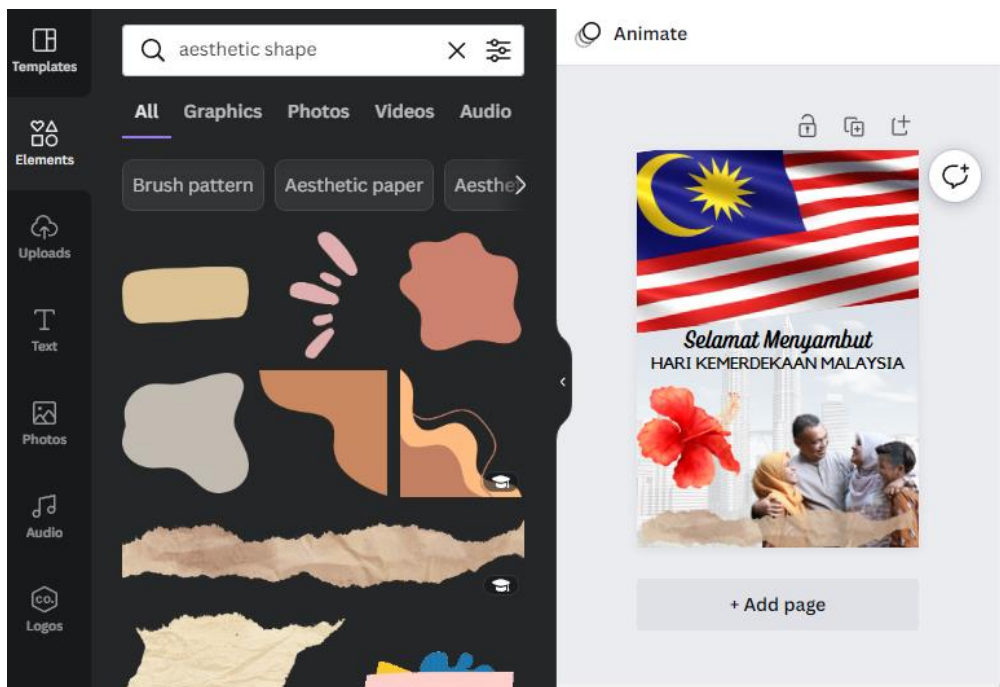 Templates
Elements
Uploads
Text
Photos
Audio
Logos
CO.
aesthetic shape
All Graphics Photos Videos Audio
Brush pattern Aesthetic paper Aesthe
Animate
Selamat Menyambut
HARI KEMERDEKAAN MALAYSIA
+ Add page